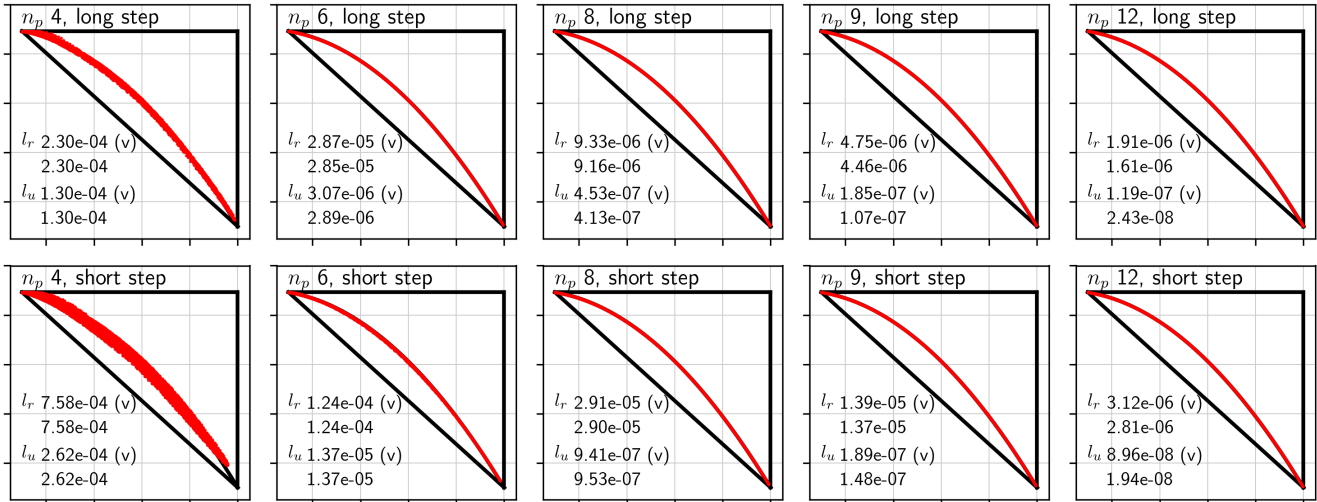 n_p 4, long step
l_r 2.30e-04 (v)
2.30e-04
l_u 1.30e-04 (v)
1.30e-04
n_p 6, long step
l_r 2.87e-05 (v)
2.85e-05
l_u 3.07e-06 (v)
2.89e-06
n_p 8, long step
l_r 9.33e-06 (v)
9.16e-06
l_u 4.53e-07 (v)
4.13e-07
n_p 9, long step
l_r 4.75e-06 (v)
4.46e-06
l_u 1.85e-07 (v)
1.07e-07
n_p 12, long step
l_r 1.91e-06 (v)
1.61e-06
l_u 1.19e-07 (v)
2.43e-08
n_p 4, short step
l_r 7.58e-04 (v)
7.58e-04
l_u 2.62e-04 (v)
2.62e-04
n_p 6, short step
l_r 1.24e-04 (v)
1.24e-04
l_u 1.37e-05 (v)
1.37e-05
n_p 8, short step
l_r 2.91e-05 (v)
2.90e-05
l_u 9.41e-07 (v)
9.53e-07
n_p 9, short step
l_r 1.39e-05 (v)
1.37e-05
l_u 1.89e-07 (v)
1.48e-07
n_p 12, short step
l_r 3.12e-06 (v)
2.81e-06
l_u 8.96e-08 (v)
1.94e-08